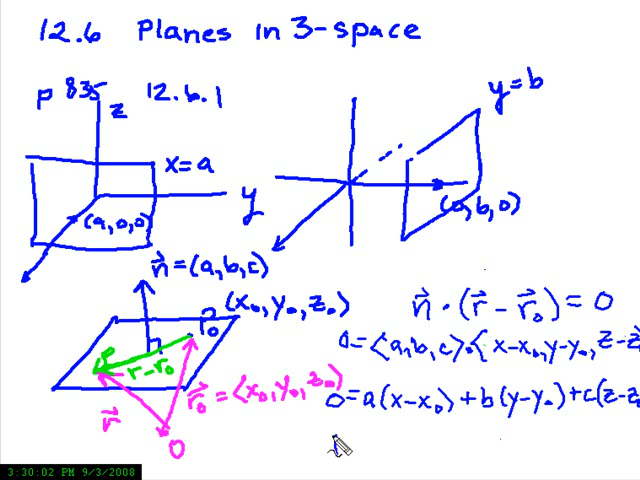 12.6 Planes in 3-space
p 835 12.6.1
z
x=a
y
(a,0,0)
y=b
(0,b,0)
n⃗=(a,b,c)
P₀ (x₀,y₀,z₀)
P
r-r₀
r⃗
r⃗₀=<x₀,y₀,z₀>
O
n⃗·(r⃗-r⃗₀)=0
0=<a,b,c>·<x-x₀,y-y₀,z-z
0=a(x-x₀)+b(y-y₀)+c(z-z₀
3:30:02 PM 9/3/2008